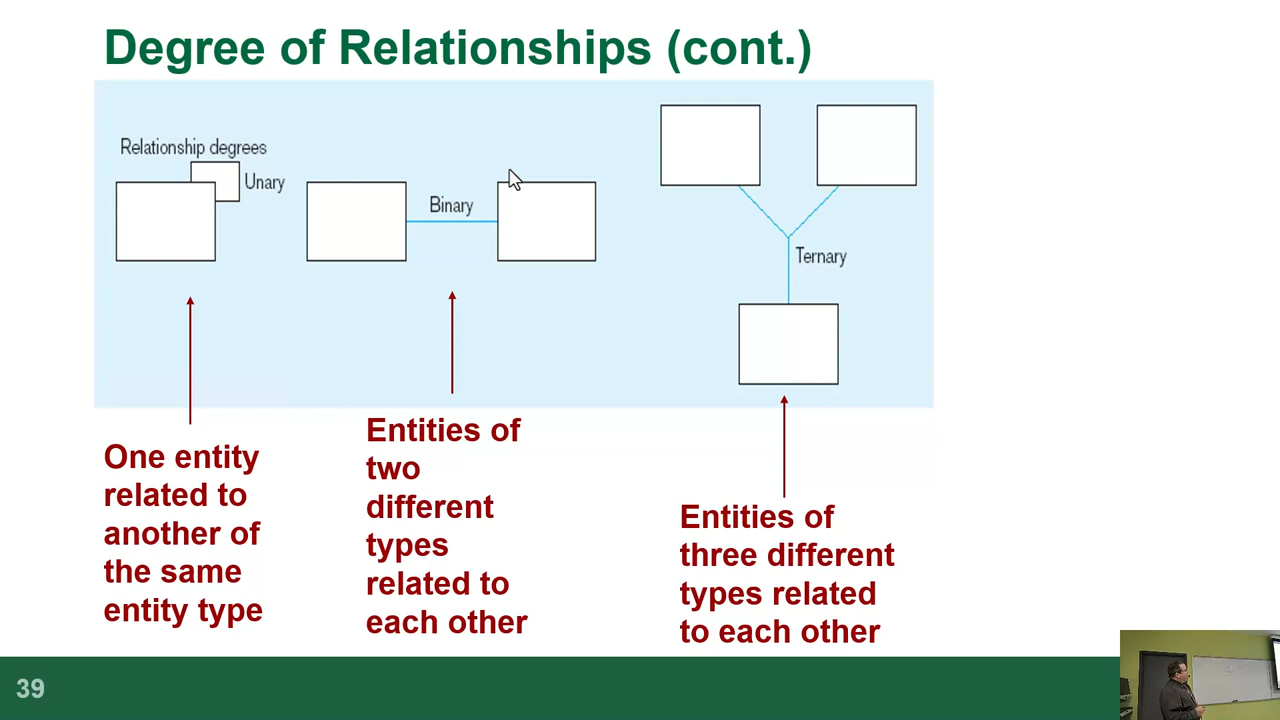 Degree of Relationships (cont.)
Relationship degrees
Unary
Binary
Ternary
One entity
related to
another of
the same
entity type
Entities of
two
different
types
related to
each other
Entities of
three different
types related
to each other
39